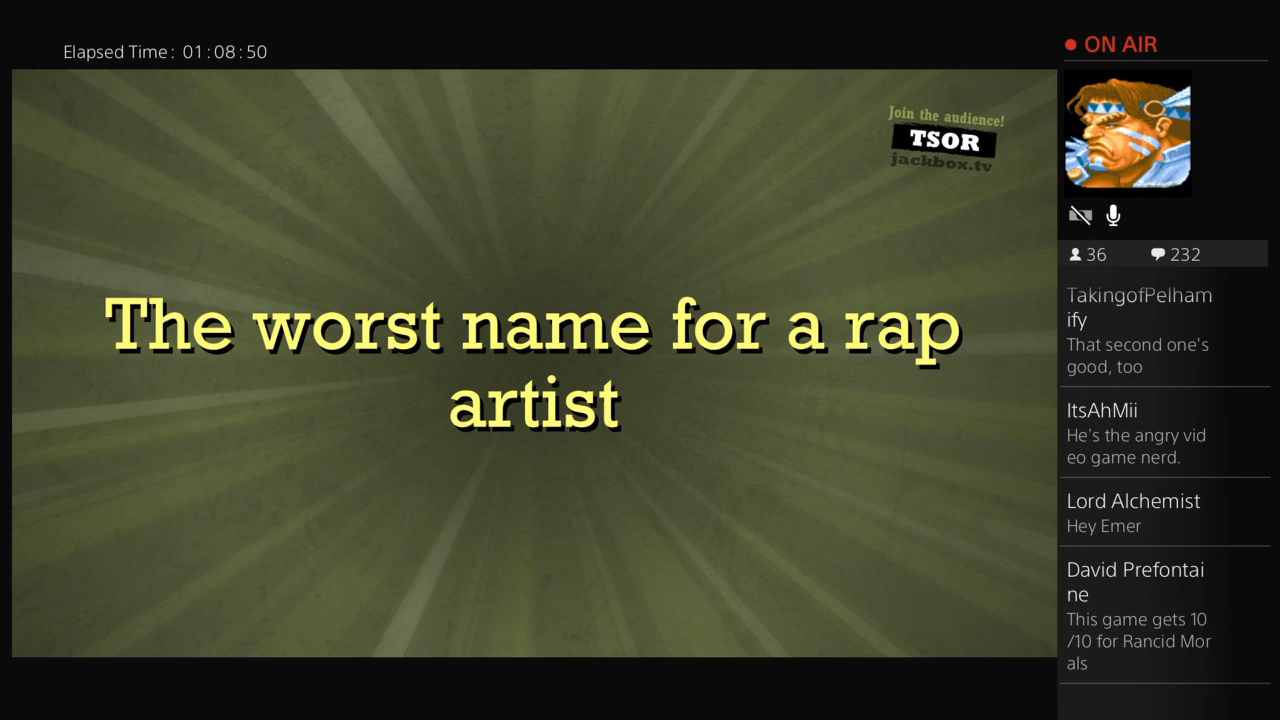 Elapsed Time: 01:08:50
ON AIR
Join the audience!
TSOR
jackbox.tv
The worst name for a rap
artist
36 232
TakingofPelham
ify
That second one's
good, too
ItsAhMii
He's the angry vid
eo game nerd.
Lord Alchemist
Hey Emer
David Prefontai
ne
This game gets 10
/10 for Rancid Mor
als